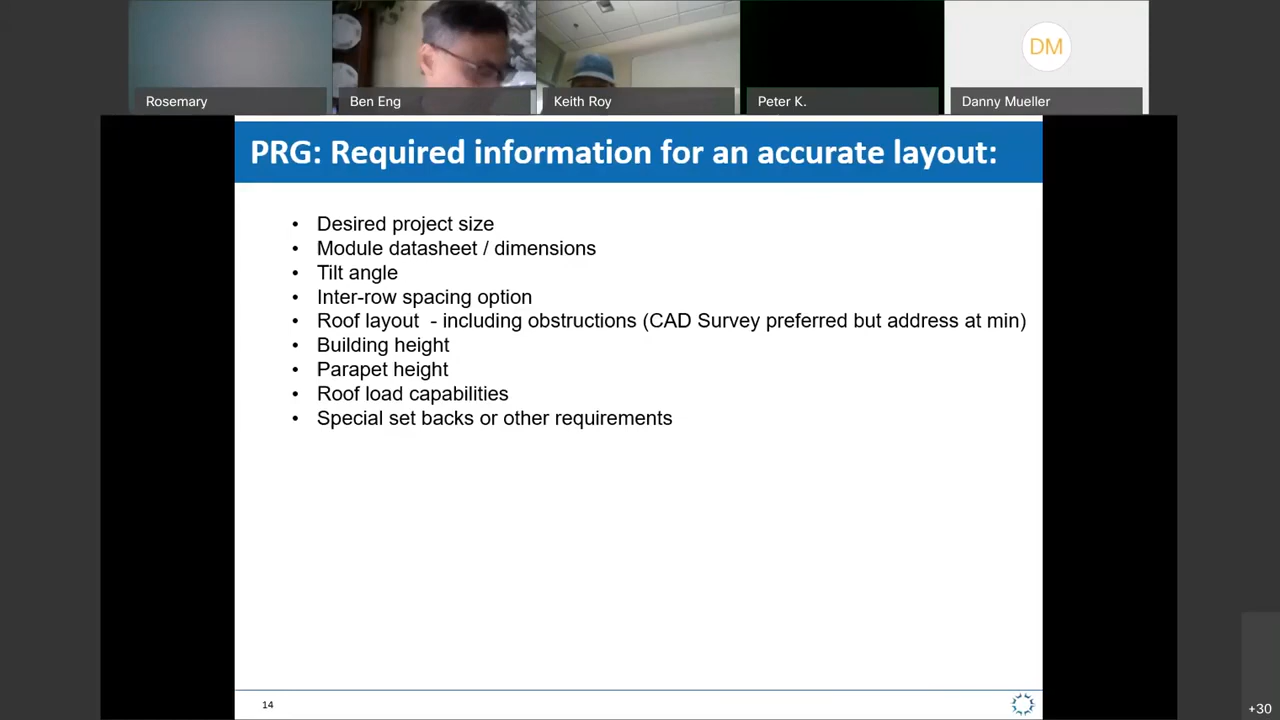 Rosemary
Ben Eng
Keith Roy
Peter K.
DM
Danny Mueller
PRG: Required information for an accurate layout:
• Desired project size
• Module datasheet / dimensions
• Tilt angle
• Inter-row spacing option
• Roof layout - including obstructions (CAD Survey preferred but address at min)
• Building height
• Parapet height
• Roof load capabilities
• Special set backs or other requirements
14
+30